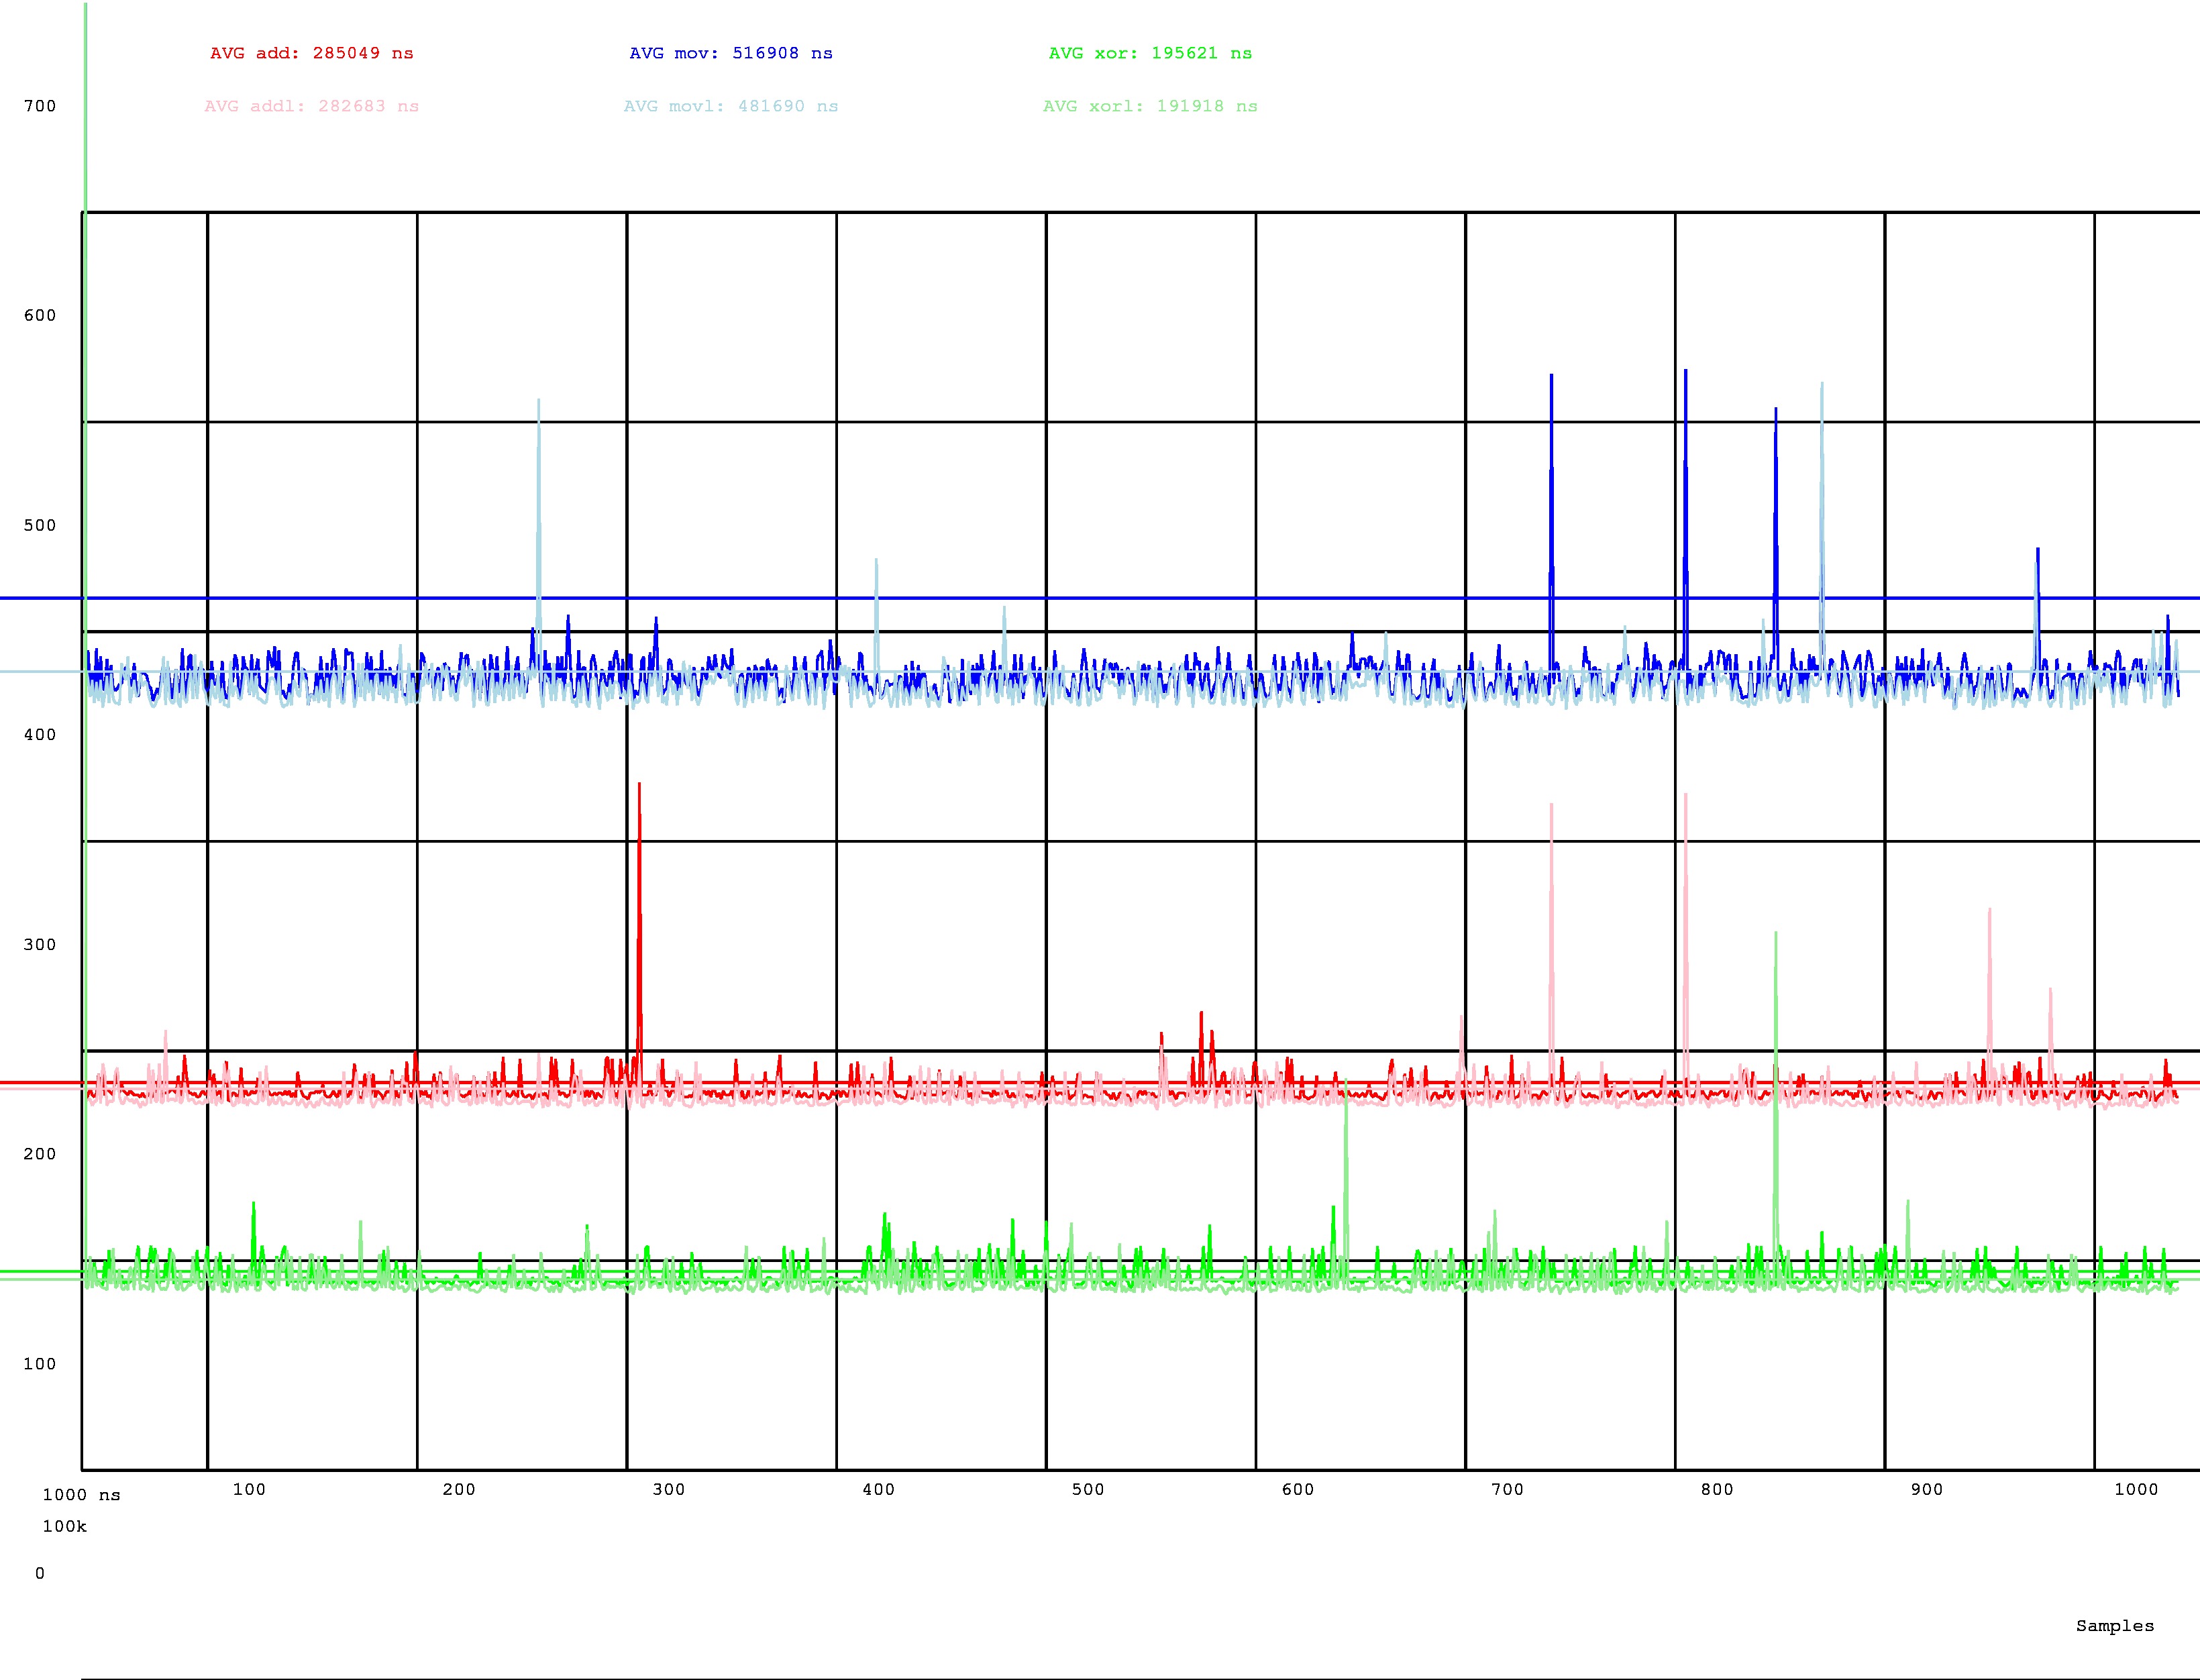 AVG add: 285049 ns AVG mov: 516908 ns AVG xor: 195621 ns
AVG addl: 282683 ns AVG movl: 481690 ns AVG xorl: 191918 ns
700
600
500
400
300
200
100
1000 ns 100 200 300 400 500 600 700 800 900 1000
100k
0
Samples